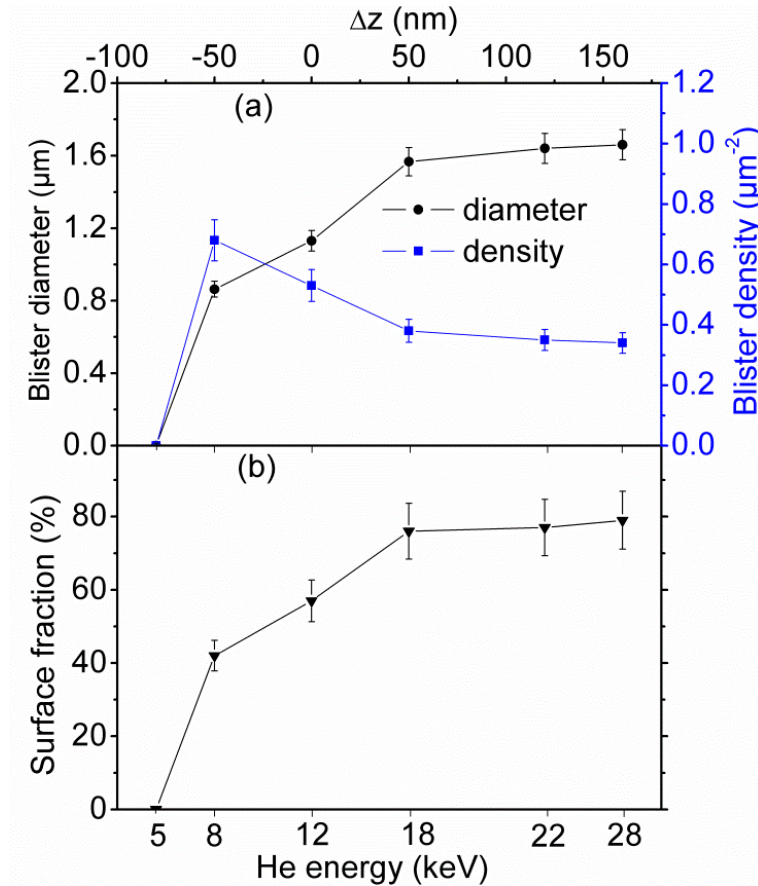 Δz (nm)
-100 -50 0 50 100 150
2.0 (a) 1.2
1.6 1.0
1.2 diameter 0.8
0.8 density 0.6
0.4 0.4
0.0 0.2
0.0
Blister diameter (μm)
Blister density (μm⁻²)
(b)
80
60
40
20
0
Surface fraction (%)
5 8 12 18 22 28
He energy (keV)